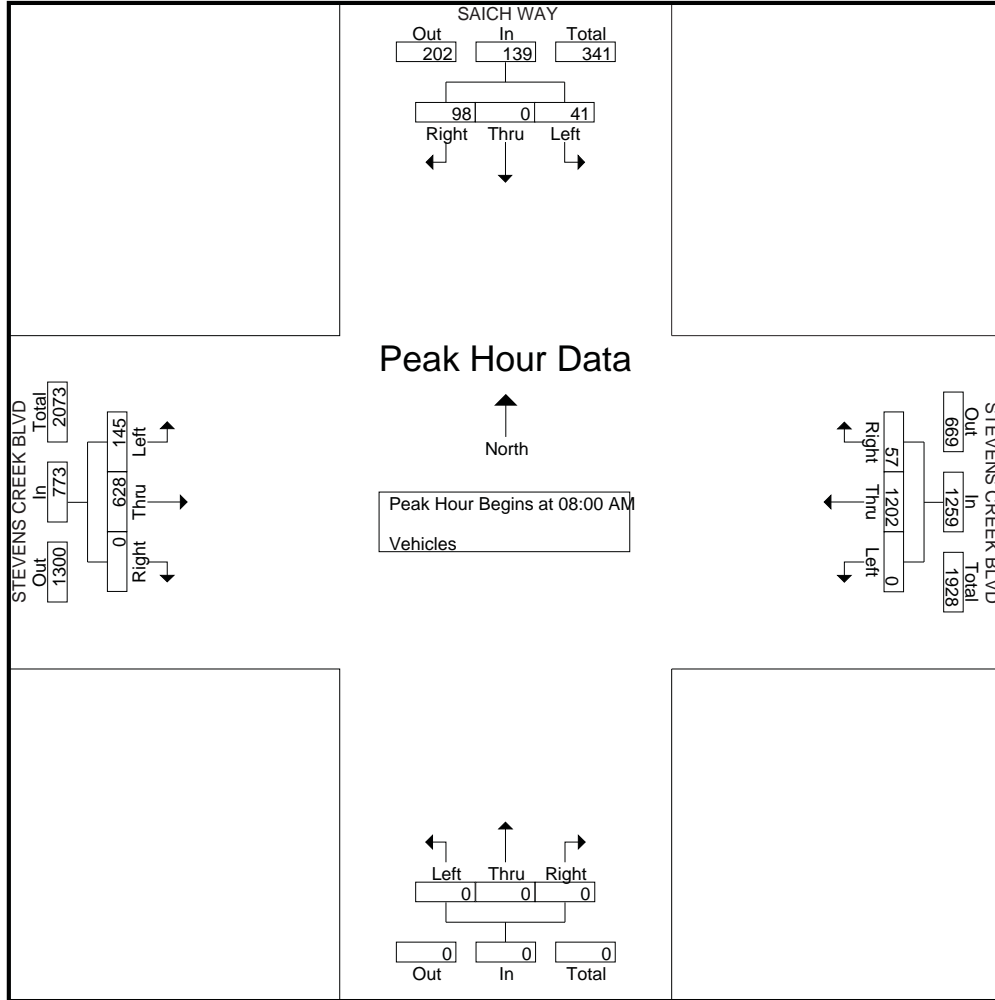 SAICH WAY
Out In Total
202 139 341
98 0 41
Right Thru Left
Peak Hour Data
North
Peak Hour Begins at 08:00 AM
Vehicles
STEVENS CREEK BLVD
Total In Out
2073 773 1300
145 628 0
Left Thru Right
STEVENS CREEK BLVD
Out In Total
669 1259 1928
57 1202 0
Right Thru Left
Left Thru Right
0 0 0
0 0 0
Out In Total